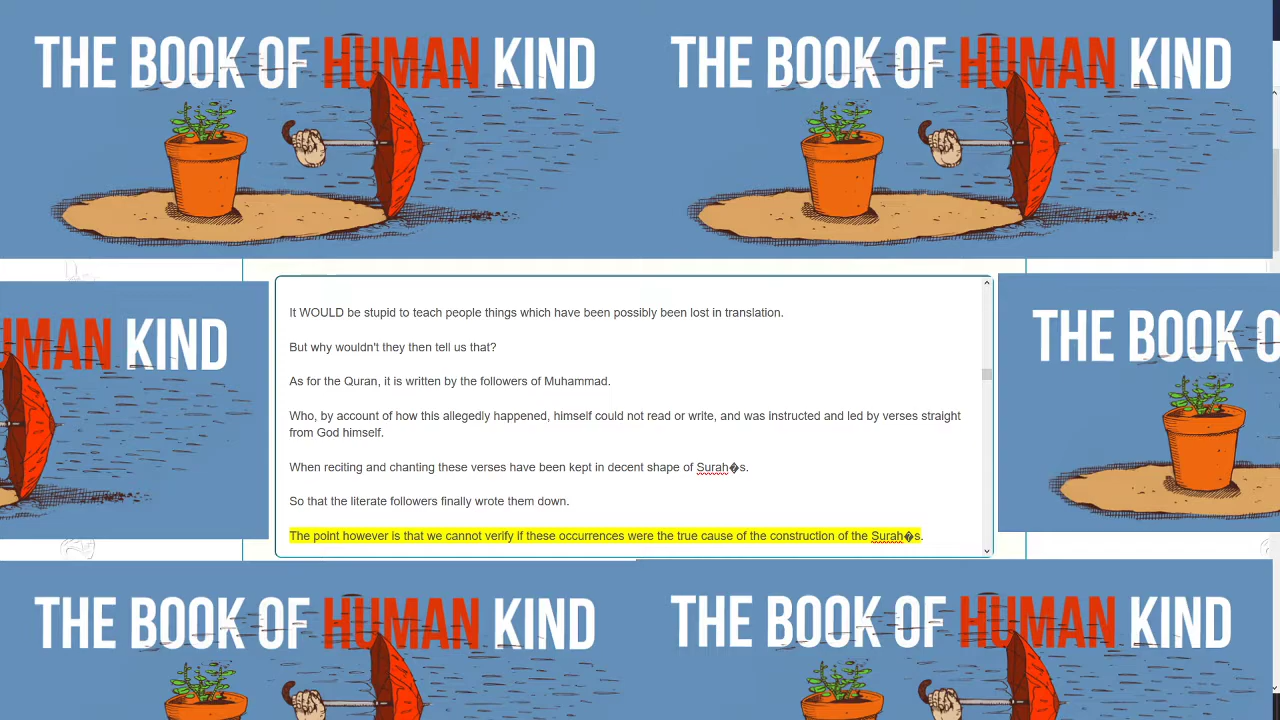 THE BOOK OF HUMAN KIND
THE BOOK OF HUMAN KIND
It WOULD be stupid to teach people things which have been possibly been lost in translation.
But why wouldn't they then tell us that?
As for the Quran, it is written by the followers of Muhammad.
Who, by account of how this allegedly happened, himself could not read or write, and was instructed and led by verses straight
from God himself.
When reciting and chanting these verses have been kept in decent shape of Surah�s.
So that the literate followers finally wrote them down.
The point however is that we cannot verify if these occurrences were the true cause of the construction of the Surah�s.
UMAN KIND
THE BOOK O
THE BOOK OF HUMAN KIND
THE BOOK OF HUMAN KIND